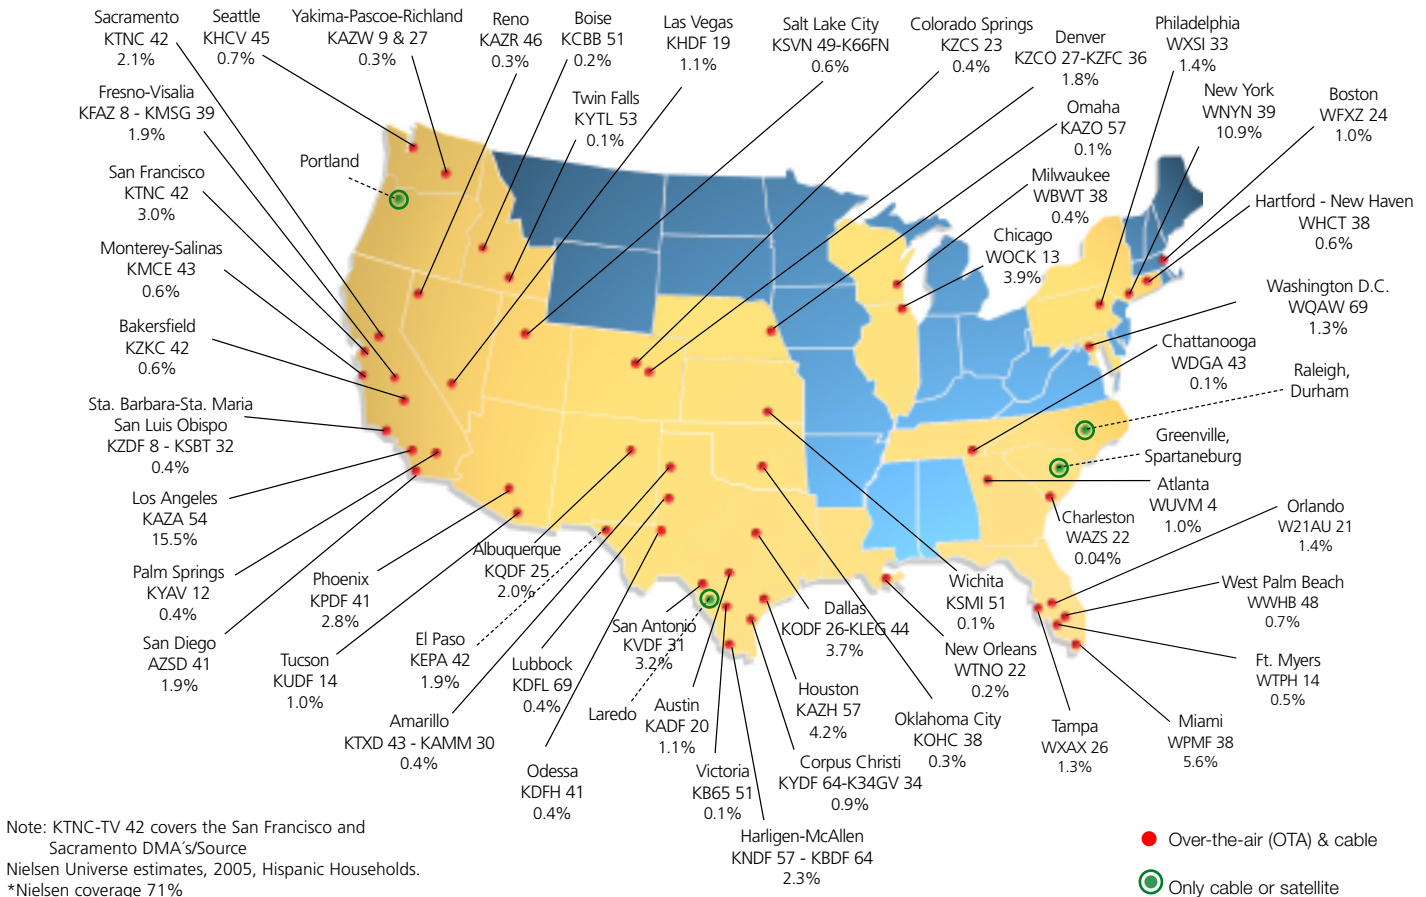 Sacramento
KTNC 42
2.1%
Seattle
KHCV 45
0.7%
Yakima-Pascoe-Richland
KAZW 9 & 27
0.3%
Reno
KAZR 46
0.3%
Boise
KCBB 51
0.2%
Las Vegas
KHDF 19
1.1%
Salt Lake City
KSVN 49-K66FN
0.6%
Colorado Springs
KZCS 23
0.4%
Denver
KZCO 27-KZFC 36
1.8%
Philadelphia
WXSI 33
1.4%
New York
WNYN 39
10.9%
Boston
WFXZ 24
1.0%
Fresno-Visalia
KFAZ 8 - KMSG 39
1.9%
Twin Falls
KYTL 53
0.1%
Omaha
KAZO 57
0.1%
Portland
San Francisco
KTNC 42
3.0%
Milwaukee
WBWT 38
0.4%
Hartford - New Haven
WHCT 38
0.6%
Monterey-Salinas
KMCE 43
0.6%
Chicago
WOCK 13
3.9%
Washington D.C.
WQAW 69
1.3%
Bakersfield
KZKC 42
0.6%
Chattanooga
WDGA 43
0.1%
Raleigh,
Durham
Sta. Barbara-Sta. Maria
San Luis Obispo
KZDF 8 - KSBT 32
0.4%
Greenville,
Spartaneburg
Los Angeles
KAZA 54
15.5%
Atlanta
WUVM 4
1.0%
Charleston
WAZS 22
0.04%
Orlando
W21AU 21
1.4%
Palm Springs
KYAV 12
0.4%
Phoenix
KPDF 41
2.8%
Albuquerque
KQDF 25
2.0%
Wichita
KSMI 51
0.1%
West Palm Beach
WWHB 48
0.7%
San Diego
AZSD 41
1.9%
Tucson
KUDF 14
1.0%
El Paso
KEPA 42
1.9%
Lubbock
KDFL 69
0.4%
San Antonio
KVDF 31
3.2%
Dallas
KODF 26-KLEG 44
3.7%
New Orleans
WTNO 22
0.2%
Ft. Myers
WTPH 14
0.5%
Amarillo
KTXD 43 - KAMM 30
0.4%
Laredo
Austin
KADF 20
1.1%
Houston
KAZH 57
4.2%
Oklahoma City
KOHC 38
0.3%
Tampa
WXAX 26
1.3%
Miami
WPMF 38
5.6%
Odessa
KDFH 41
0.4%
Victoria
KB65 51
0.1%
Corpus Christi
KYDF 64-K34GV 34
0.9%
Harligen-McAllen
KNDF 57 - KBDF 64
2.3%
Note: KTNC-TV 42 covers the San Francisco and
Sacramento DMA´s/Source
Nielsen Universe estimates, 2005, Hispanic Households.
*Nielsen coverage 71%
Over-the-air (OTA) & cable
Only cable or satellite